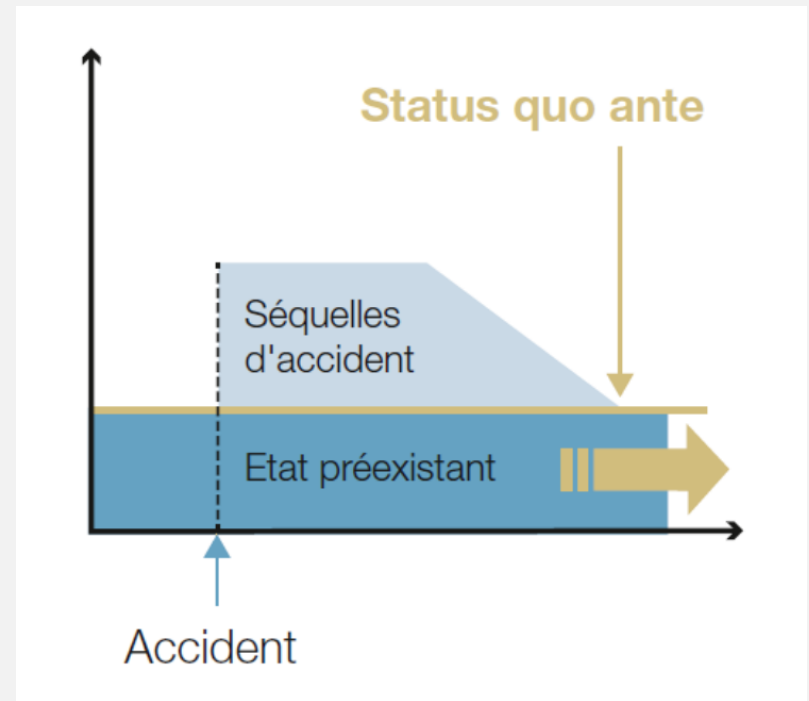 Status quo ante
Séquelles
d'accident
Etat préexistant
Accident